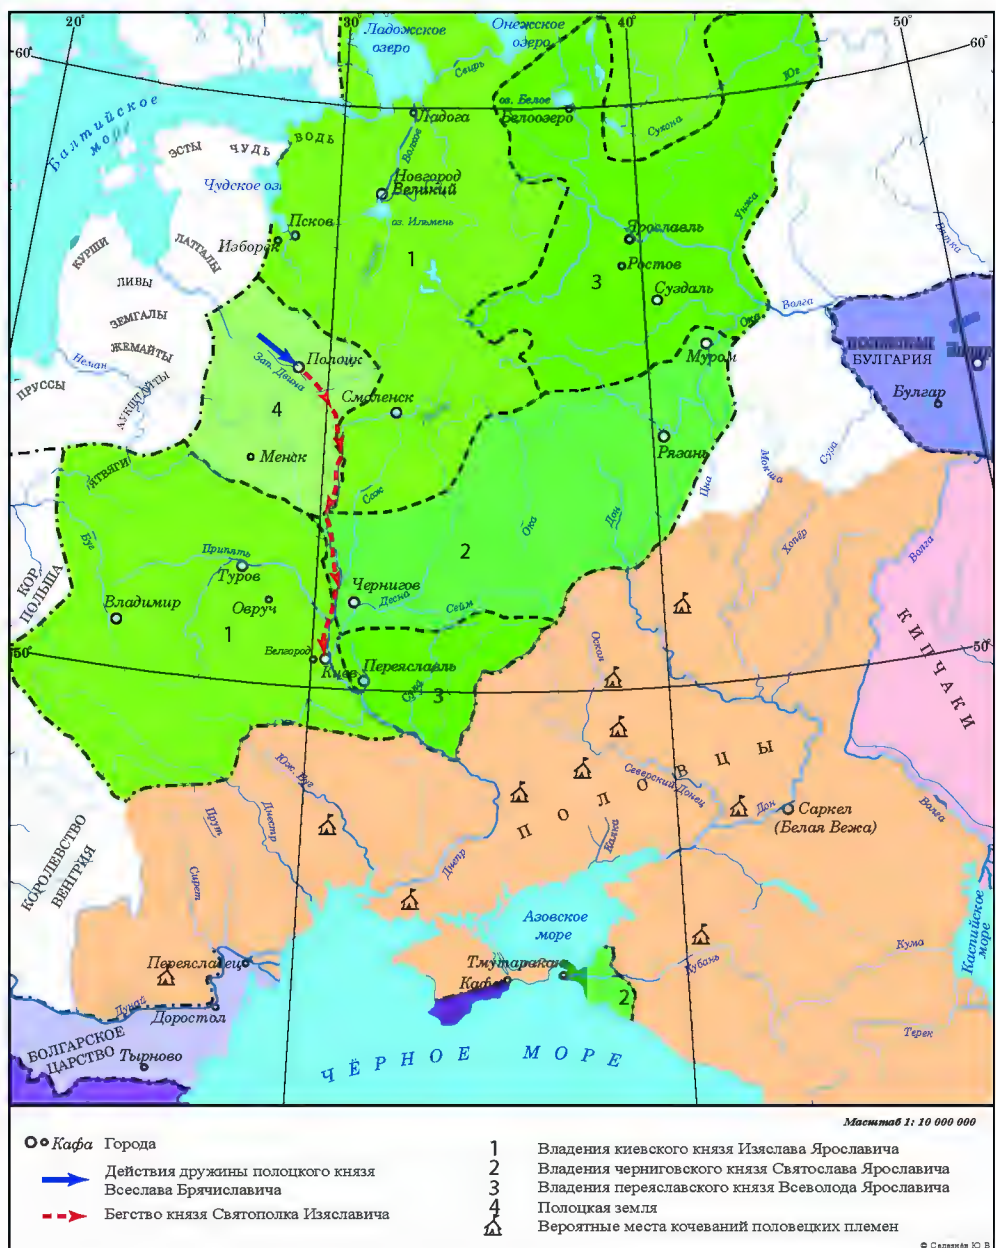 20°
30°
40°
50°
60°
60°
Ладожское
озеро
Онежское
озеро
Свирь
Юг
Балтийское
море
оз. Белое
Белоозеро
Сухона
Ладога
Волхов
ВОДЬ
ЭСТЫ
ЧУДЬ
Чудское оз
Новгород
Великий
оз. Ильмень
Унжа
Вятка
Псков
Изборск
Ярославль
Ростов
Суздаль
КУРШИ
ЛАТГАЛЫ
ЛИВЫ
ЗЕМГАЛЫ
ЖЕМАЙТЫ
АУКШТАЙТЫ
ПРУССЫ
Неман
1
3
Волга
Ока
Муром
БУЛГАРИЯ
Булгар
Полоцк
Зап. Двина
4
Смоленск
Менск
ЯТВЯГИ
Рязань
Цна
Мокша
Сура
Сож
2
Ока
Дон
Хопёр
Волга
Буг
КОР.
ПОЛЬША
Припять
Туров
Овруч
Владимир
1
Чернигов
Десна
Сейм
Белгород
Киев
Переяславль
Сула
3
50°
50°
Оскол
КИПЧАКИ
ПОЛОВЦЫ
Северский Донец
Дон
Саркел
(Белая Вежа)
Волга
Юж. Буг
Днестр
Прут
Сирет
Днепр
Калка
КОРОЛЕВСТВО
ВЕНГРИЯ
Азовское
море
Каспийское
море
Кума
Кубань
Терек
Тмутаракань
Кафа
2
Переяславец
Дунай
Доростол
БОЛГАРСКОЕ
ЦАРСТВО
Тырново
ЧЁРНОЕ МОРЕ
Масштаб 1: 10 000 000
Кафа Города
Действия дружины полоцкого князя
Всеслава Брячиславича
Бегство князя Святополка Изяславича
1 Владения киевского князя Изяслава Ярославича
2 Владения черниговского князя Святослава Ярославича
3 Владения переяславского князя Всеволода Ярославича
4 Полоцкая земля
Вероятные места кочеваний половецких племен
© Селезнёв Ю.В.